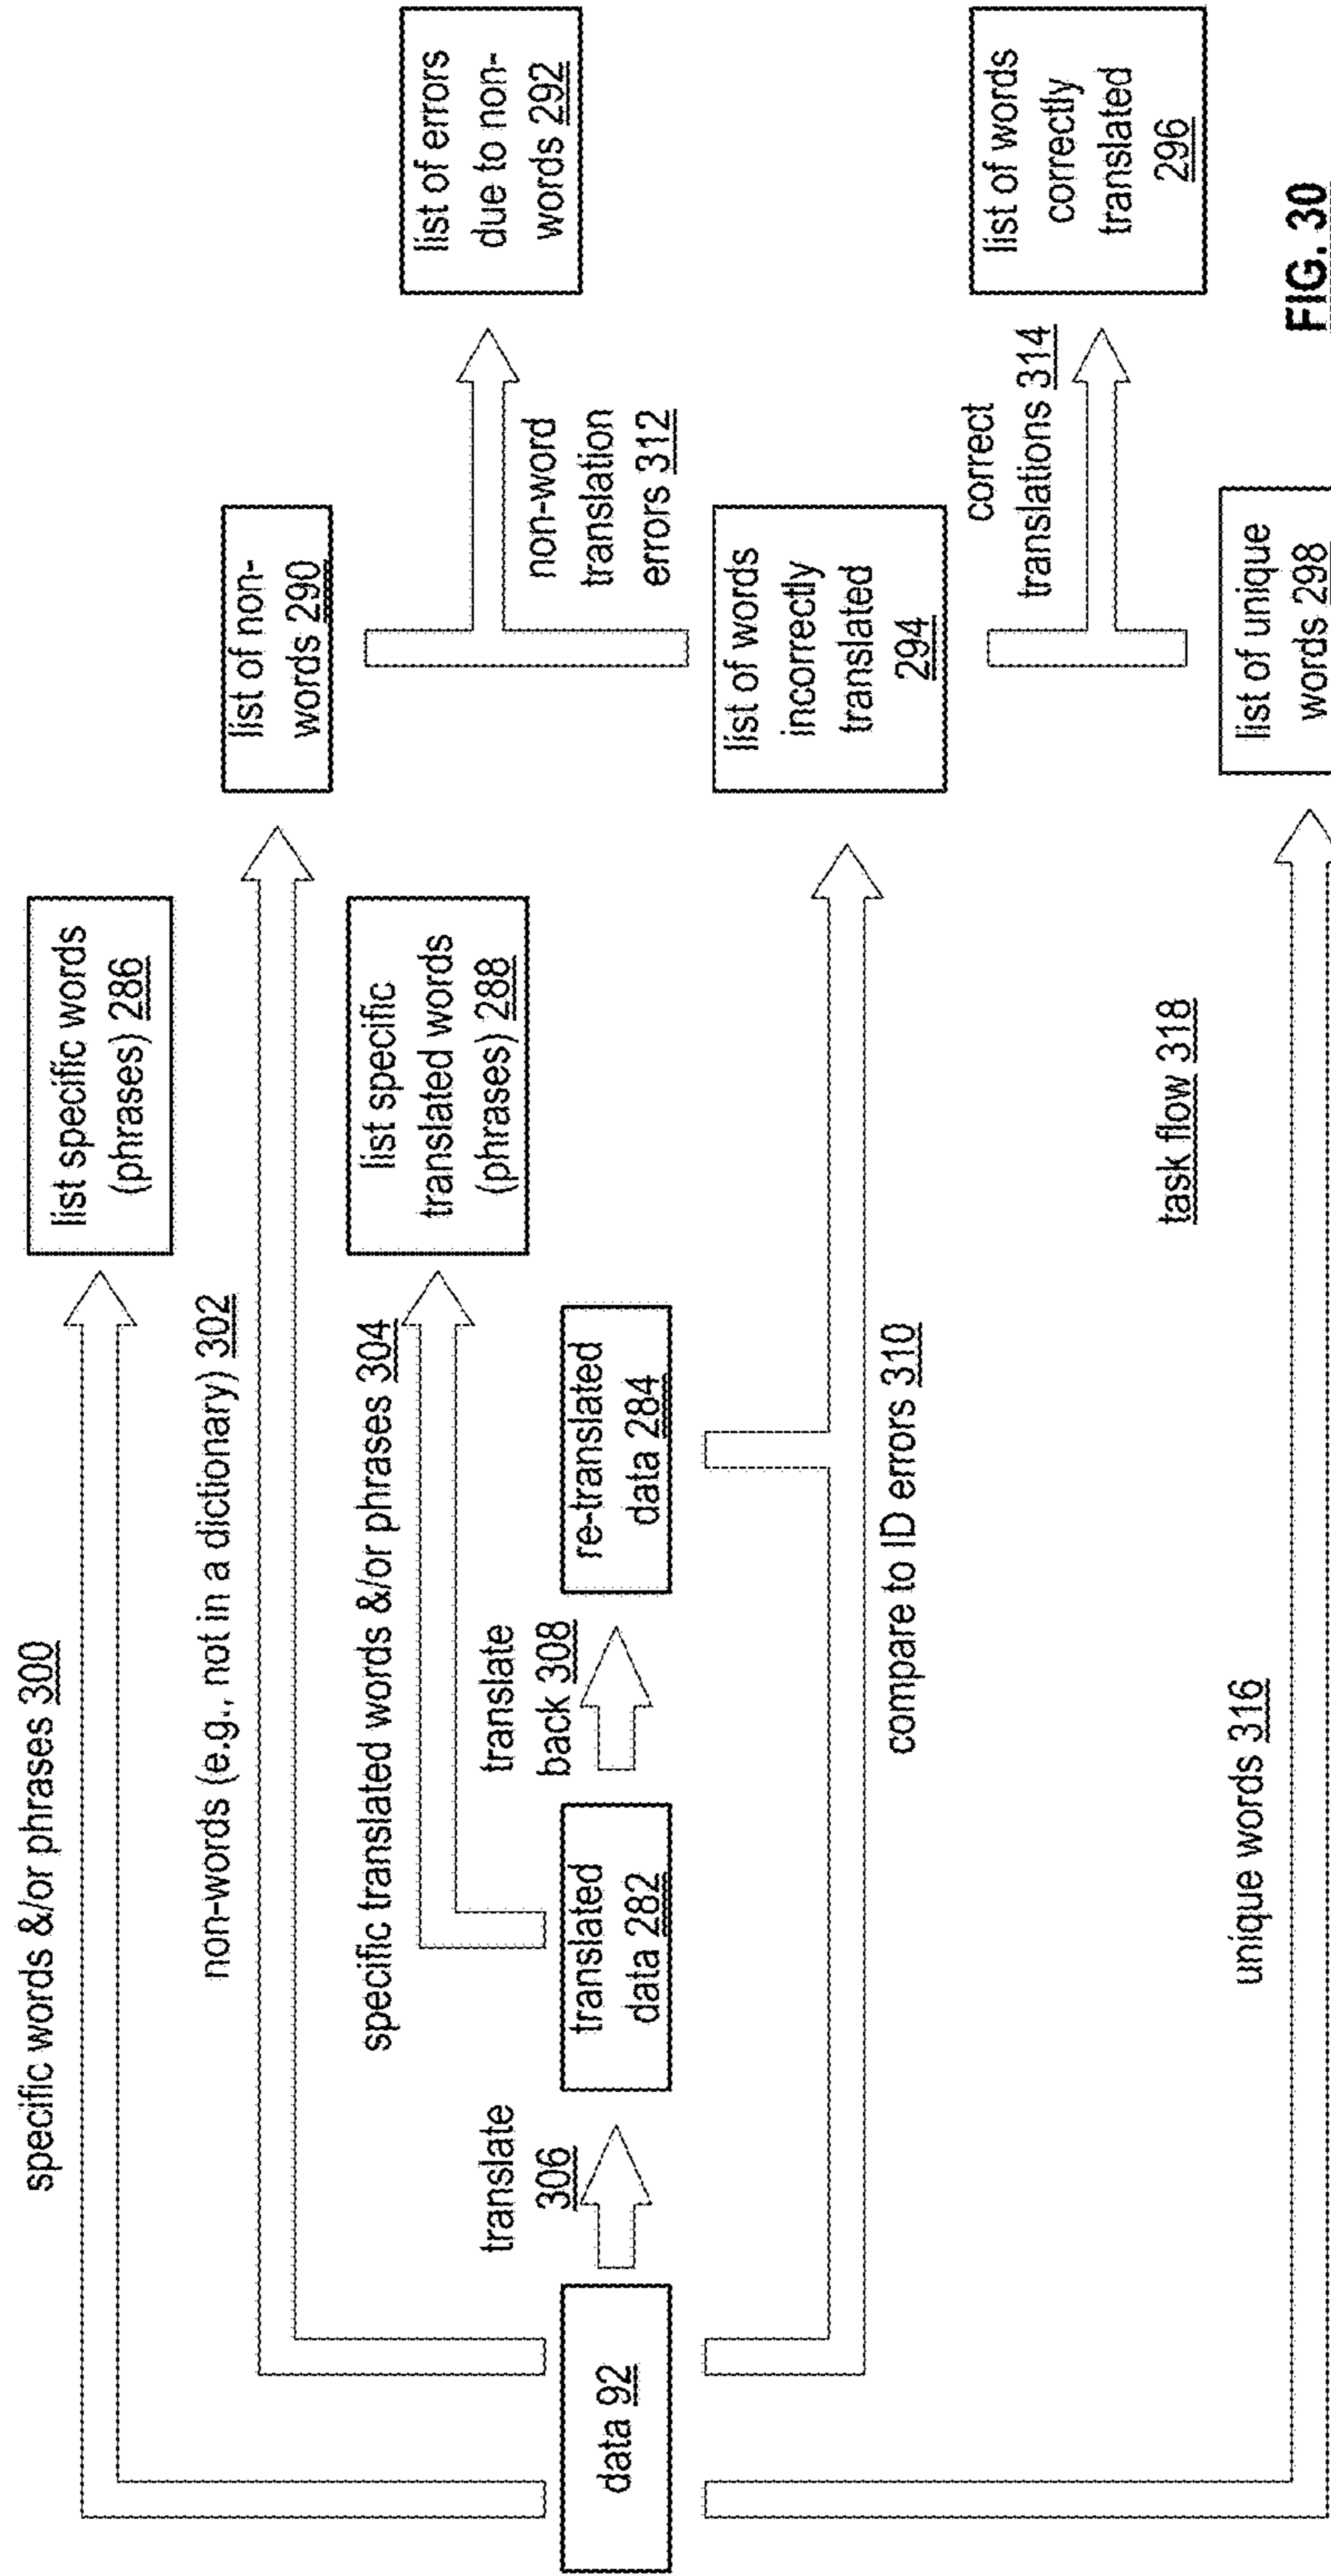 specific words &/or phrases 300
list specific words
(phrases) 286
non-words (e.g., not in a dictionary) 302
list of non-
words 290
specific translated words &/or phrases 304
list specific
translated words
(phrases) 288
list of errors
due to non-
words 292
non-word
translation
errors 312
data 92
translate
306
translated
data 282
translate
back 308
re-translated
data 284
compare to ID errors 310
list of words
incorrectly
translated
294
correct
translations 314
list of words
correctly
translated
296
unique words 316
task flow 318
list of unique
words 298
FIG. 30